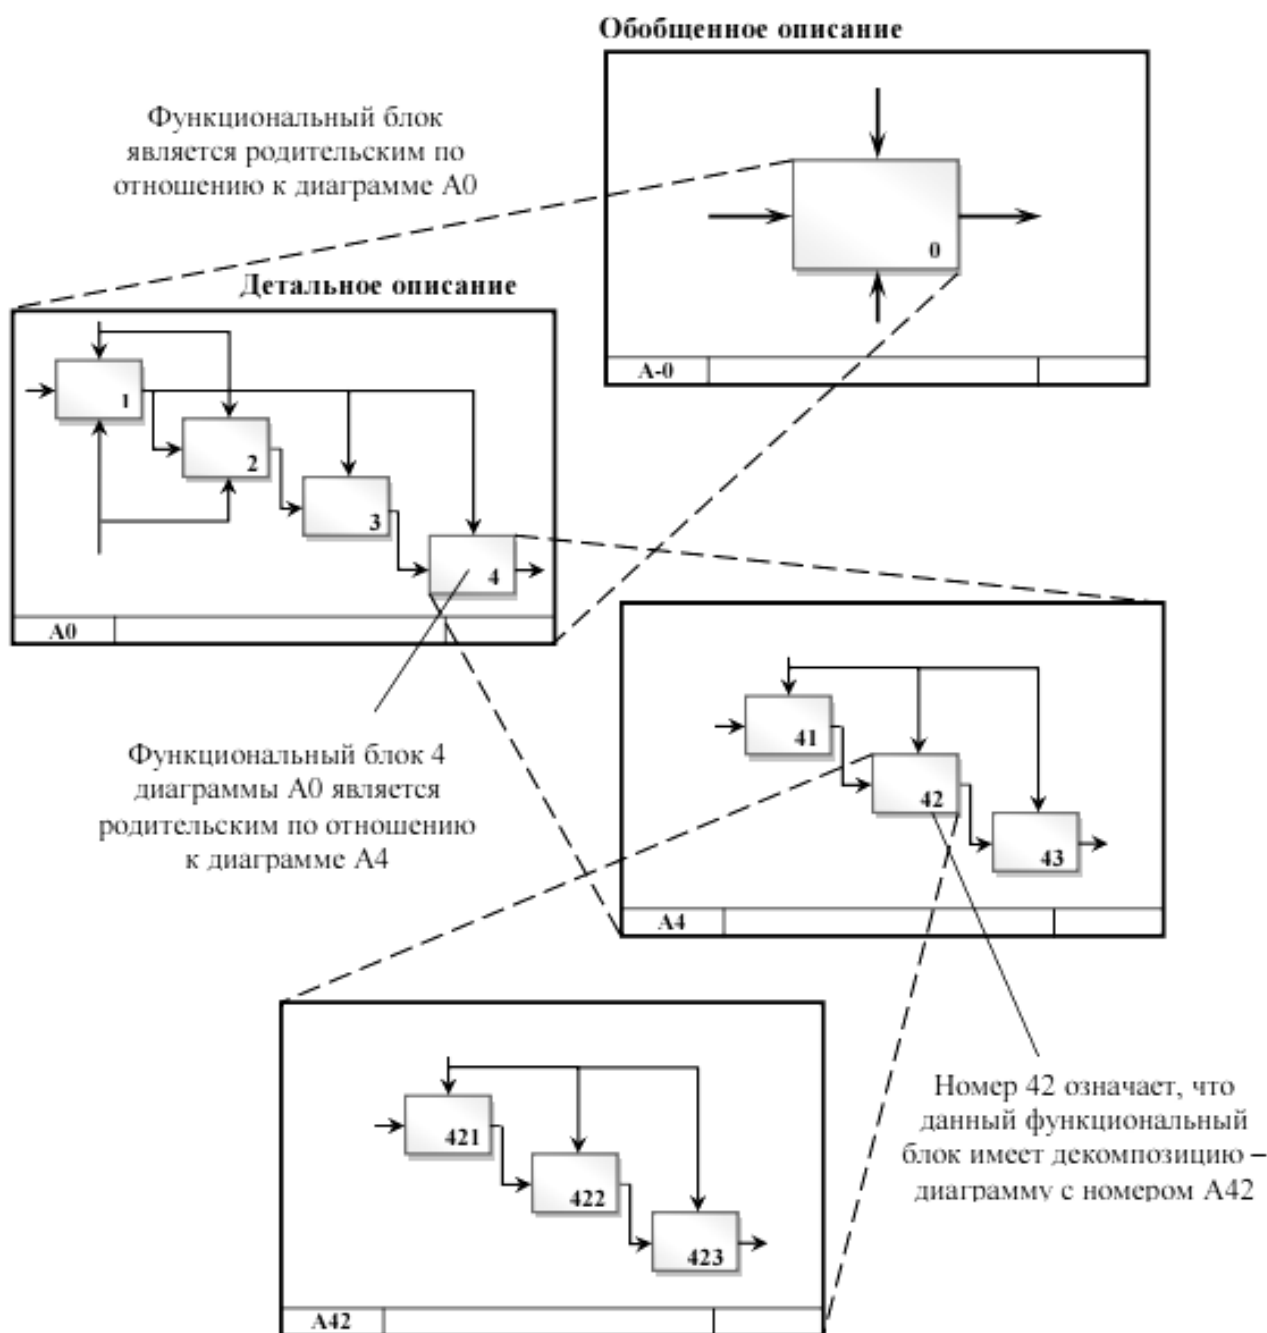 Обобщенное описание
Функциональный блок
является родительским по
отношению к диаграмме А0
0
А-0
Детальное описание
1
2
3
4
А0
Функциональный блок 4
диаграммы А0 является
родительским по отношению
к диаграмме А4
41
42
43
А4
Номер 42 означает, что
данный функциональный
блок имеет декомпозицию –
диаграмму с номером А42
421
422
423
А42